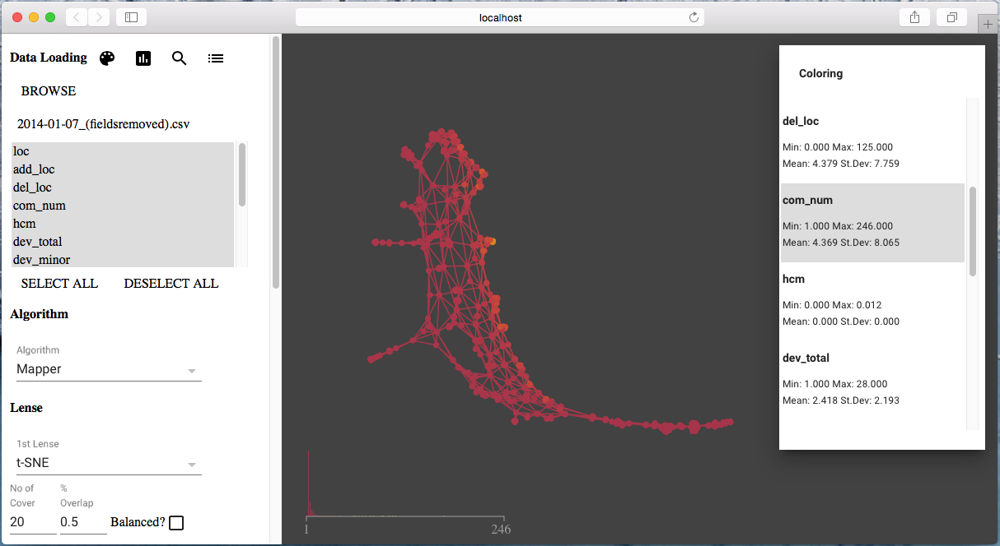 localhost
Data Loading
BROWSE
2014-01-07_(fieldsremoved).csv
loc
add_loc
del_loc
com_num
hcm
dev_total
dev_minor
SELECT ALL DESELECT ALL
Algorithm
Algorithm
Mapper
Lense
1st Lense
t-SNE
No of Cover
% Overlap
20
0.5
Balanced?
1
246
Coloring
del_loc
Min: 0.000 Max: 125.000
Mean: 4.379 St.Dev: 7.759
com_num
Min: 1.000 Max: 246.000
Mean: 4.369 St.Dev: 8.065
hcm
Min: 0.000 Max: 0.012
Mean: 0.000 St.Dev: 0.000
dev_total
Min: 1.000 Max: 28.000
Mean: 2.418 St.Dev: 2.193